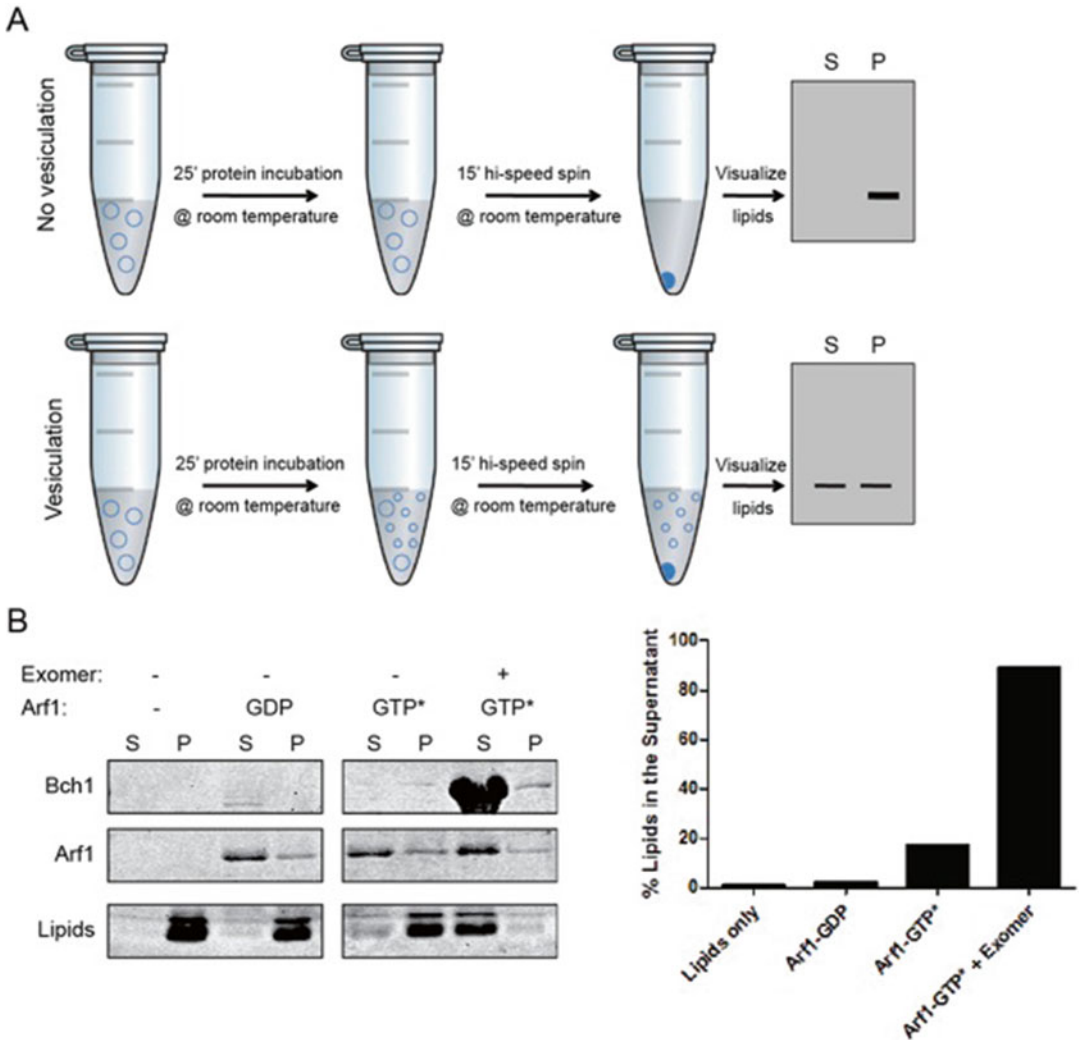 A
No vesiculation
25' protein incubation
@ room temperature
15' hi-speed spin
@ room temperature
Visualize
lipids
S P
Vesiculation
25' protein incubation
@ room temperature
15' hi-speed spin
@ room temperature
Visualize
lipids
S P
B
Exomer: - - - +
Arf1: - GDP GTP* GTP*
S P S P S P S P
Bch1
Arf1
Lipids
% Lipids in the Supernatant
100
80
60
40
20
0
Lipids only
Arf1-GDP
Arf1-GTP*
Arf1-GTP* + Exomer